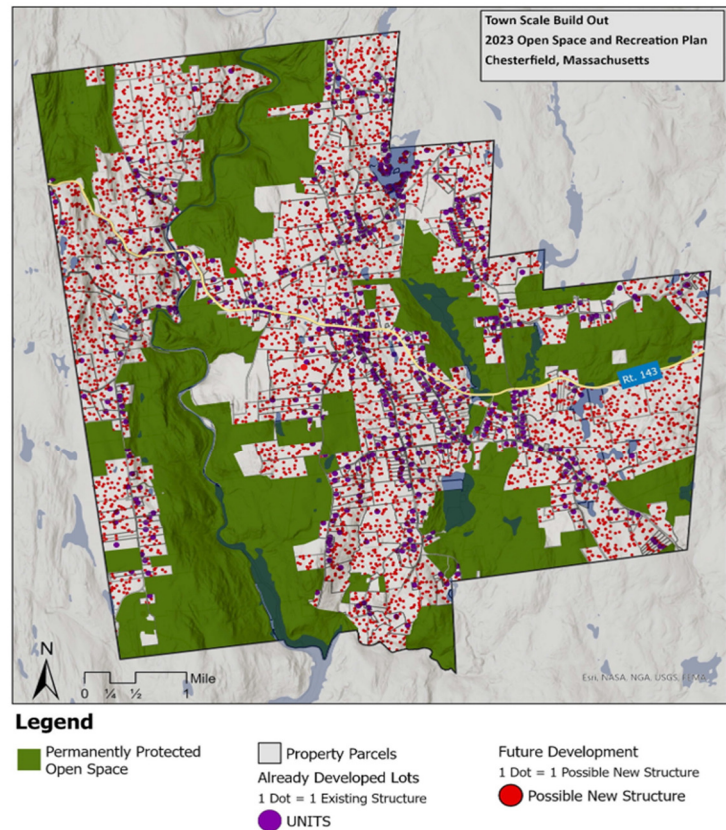 Town Scale Build Out
2023 Open Space and Recreation Plan
Chesterfield, Massachusetts
Rt. 143
N
Mile
0 ¼ ½ 1
Esri, NASA, NGA, USGS, FEMA
Legend
Permanently Protected
Open Space
Property Parcels
Already Developed Lots
1 Dot = 1 Existing Structure
UNITS
Future Development
1 Dot = 1 Possible New Structure
Possible New Structure